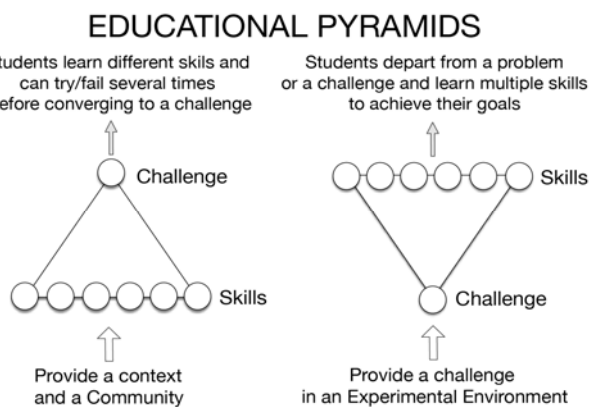 EDUCATIONAL PYRAMIDS
tudents learn different skils and
can try/fail several times
efore converging to a challenge
Challenge
Skills
Provide a context
and a Community
Students depart from a problem
or a challenge and learn multiple skills
to achieve their goals
Skills
Challenge
Provide a challenge
in an Experimental Environment